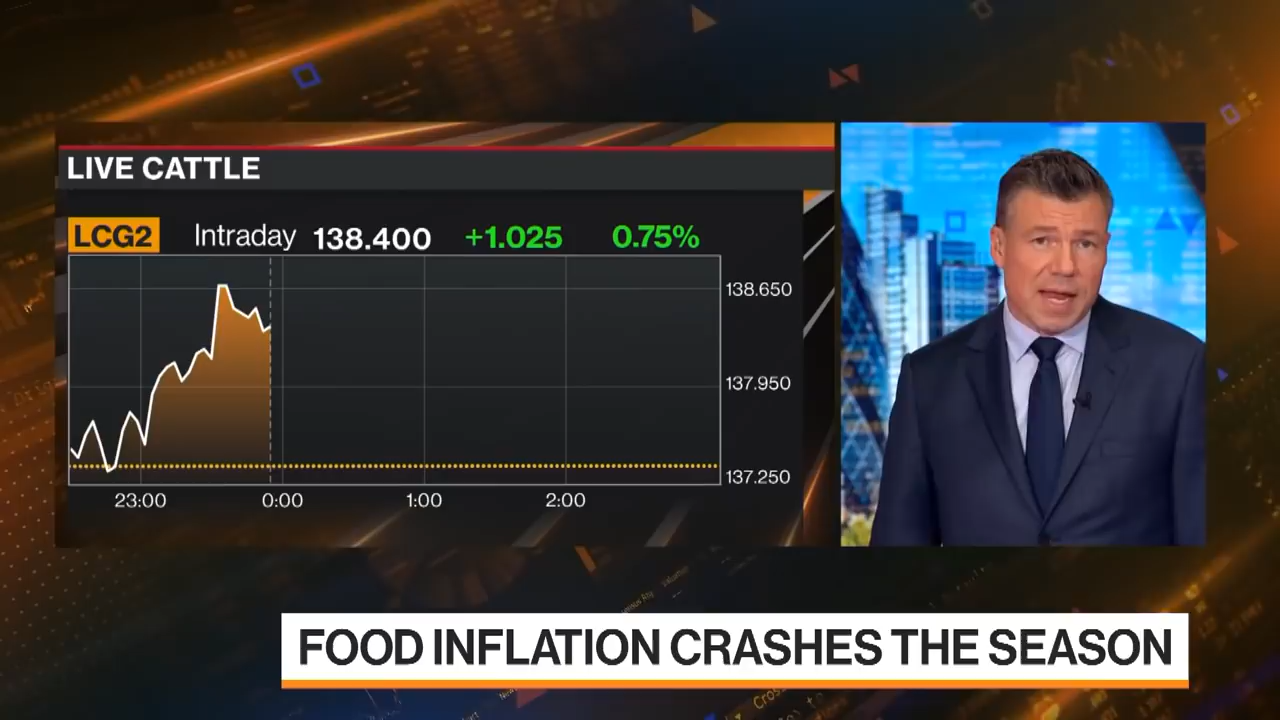 LIVE CATTLE
LCG2 Intraday 138.400 +1.025 0.75%
138.650
137.950
137.250
23:00 0:00 1:00 2:00
FOOD INFLATION CRASHES THE SEASON